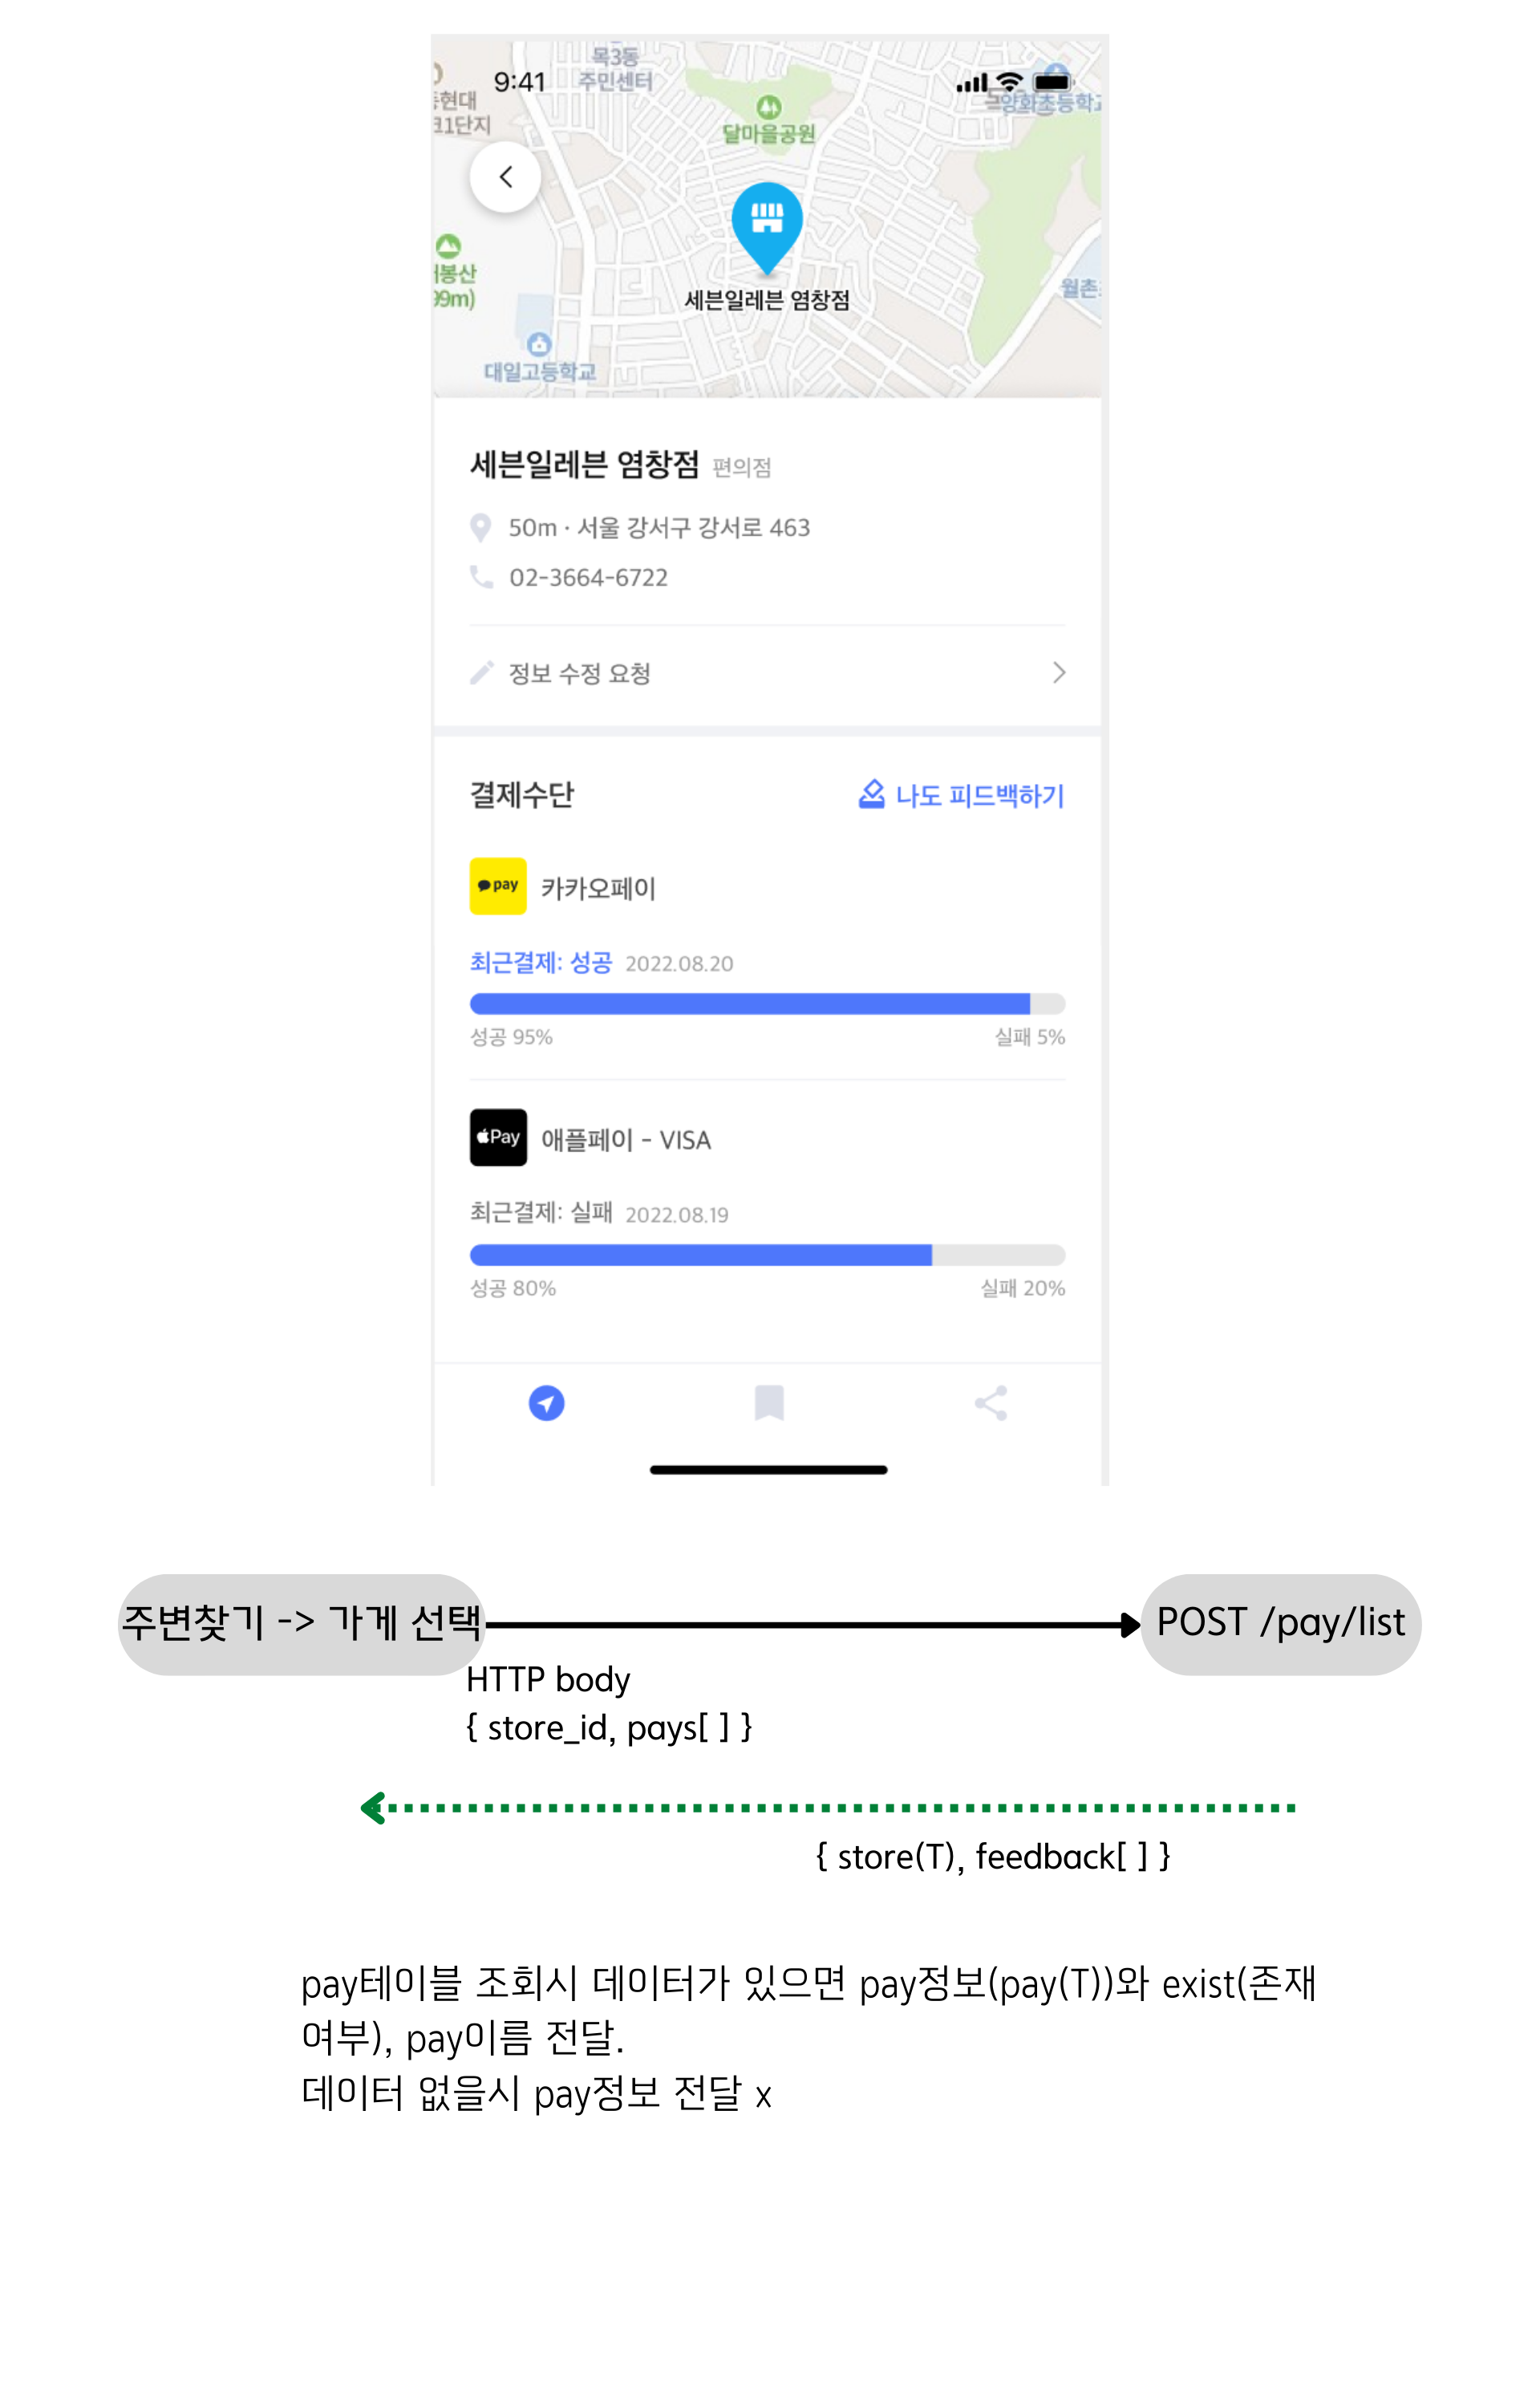 목3동
주민센터
9:41
현대
1단지
양화초등학교
달마을공원
봉산
99m)
월촌
세븐일레븐 염창점
대일고등학교
세븐일레븐 염창점 편의점
50m · 서울 강서구 강서로 463
02-3664-6722
정보 수정 요청
결제수단
나도 피드백하기
pay 카카오페이
최근결제: 성공 2022.08.20
성공 95% 실패 5%
Pay 애플페이 - VISA
최근결제: 실패 2022.08.19
성공 80% 실패 20%
주변찾기 -> 가게 선택
POST /pay/list
HTTP body
{ store_id, pays[ ] }
{ store(T), feedback[ ] }
pay테이블 조회시 데이터가 있으면 pay정보(pay(T))와 exist(존재
여부), pay이름 전달.
데이터 없을시 pay정보 전달 x